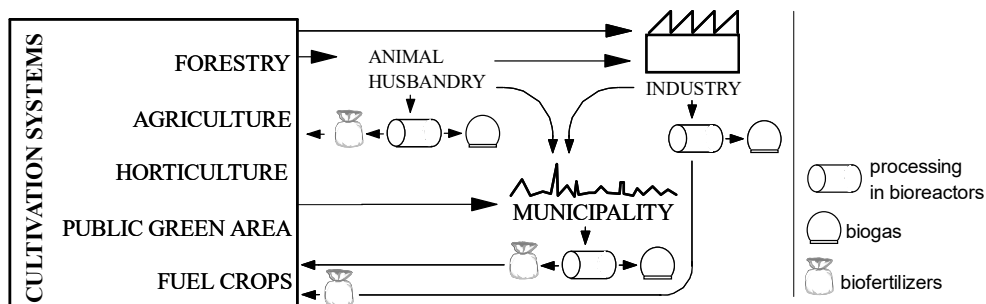 CULTIVATION SYSTEMS
FORESTRY
AGRICULTURE
HORTICULTURE
PUBLIC GREEN AREA
FUEL CROPS
ANIMAL
HUSBANDRY
INDUSTRY
MUNICIPALITY
processing
in bioreactors
biogas
biofertilizers